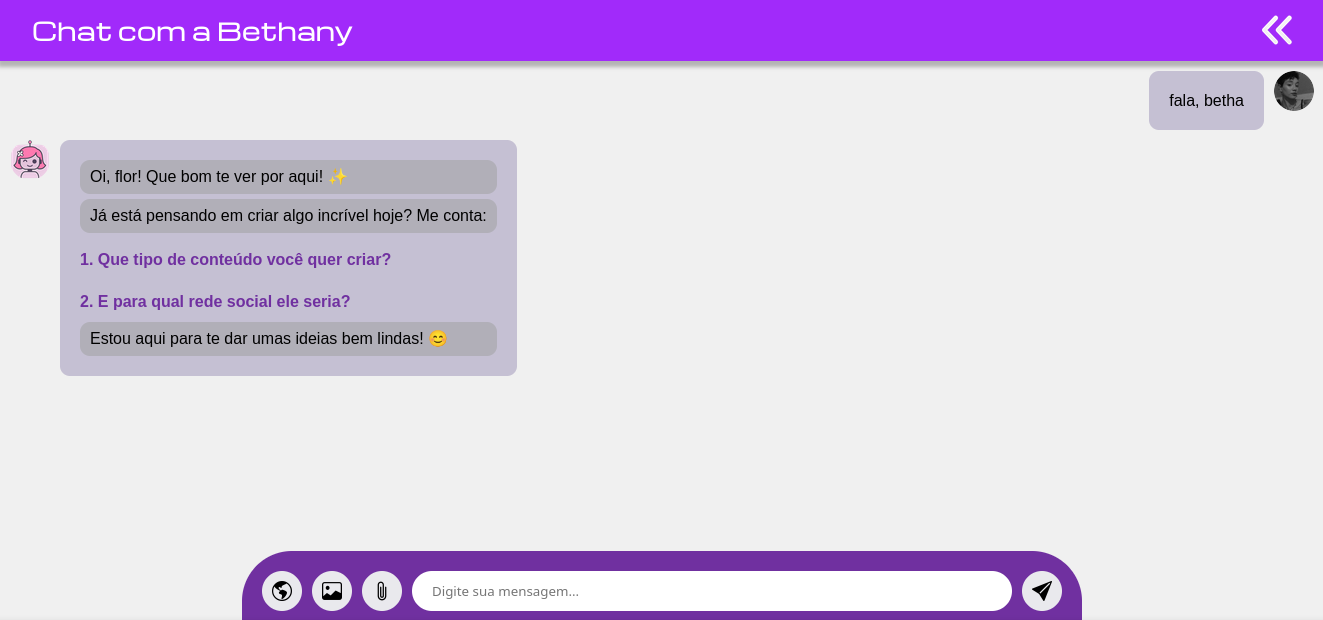 Chat com a Bethany
fala, betha
Oi, flor! Que bom te ver por aqui! ✨
Já está pensando em criar algo incrível hoje? Me conta:
1. Que tipo de conteúdo você quer criar?
2. E para qual rede social ele seria?
Estou aqui para te dar umas ideias bem lindas! 😊
Digite sua mensagem...